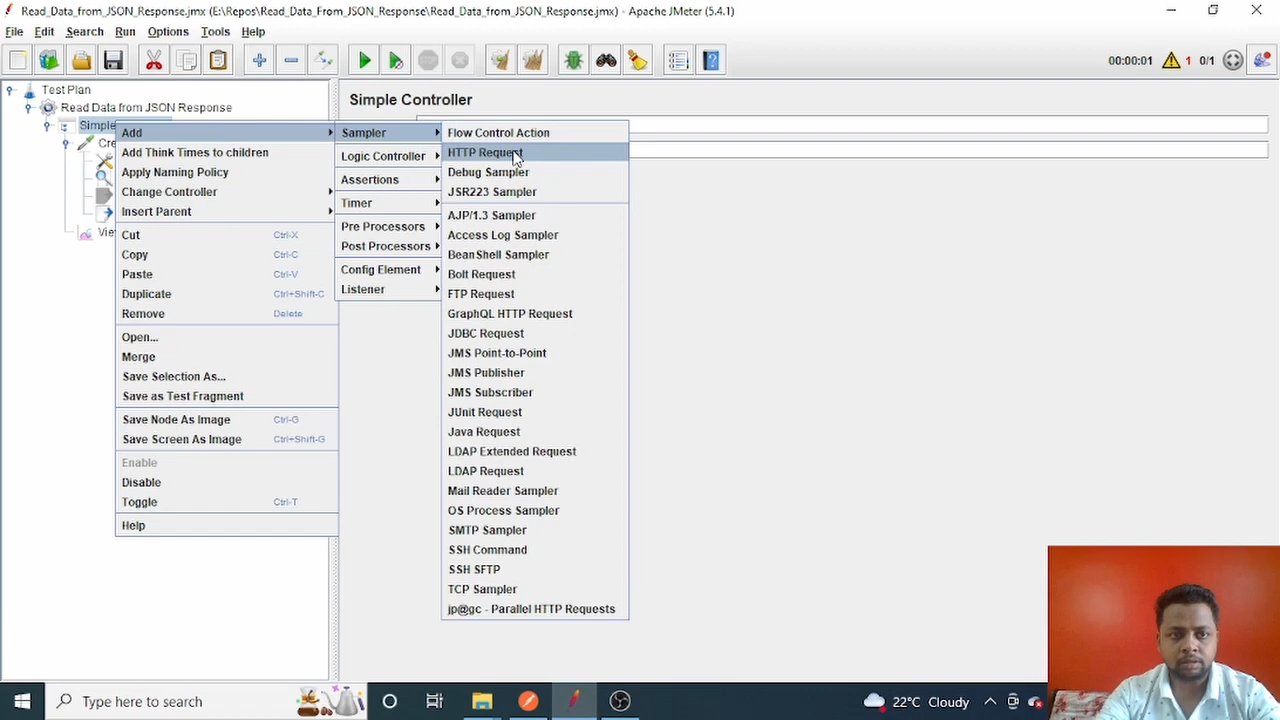 Read_Data_from_JSON_Response.jmx (E:\Repos\Read_Data_From_JSON_Response\Read_Data_from_JSON_Response.jmx) - Apache JMeter (5.4.1)
File Edit Search Run Options Tools Help
00:00:01 1 0/1
Test Plan
Read Data from JSON Response
Simple
Cre
Vie
Simple Controller
Add
Add Think Times to children
Apply Naming Policy
Change Controller
Insert Parent
Cut Ctrl-X
Copy Ctrl-C
Paste Ctrl-V
Duplicate Ctrl+Shift-C
Remove Delete
Open...
Merge
Save Selection As...
Save as Test Fragment
Save Node As Image Ctrl-G
Save Screen As Image Ctrl+Shift-G
Enable
Disable
Toggle Ctrl-T
Help
Sampler
Logic Controller
Assertions
Timer
Pre Processors
Post Processors
Config Element
Listener
Flow Control Action
HTTP Request
Debug Sampler
JSR223 Sampler
AJP/1.3 Sampler
Access Log Sampler
BeanShell Sampler
Bolt Request
FTP Request
GraphQL HTTP Request
JDBC Request
JMS Point-to-Point
JMS Publisher
JMS Subscriber
JUnit Request
Java Request
LDAP Extended Request
LDAP Request
Mail Reader Sampler
OS Process Sampler
SMTP Sampler
SSH Command
SSH SFTP
TCP Sampler
jp@gc - Parallel HTTP Requests
Type here to search
22°C Cloudy